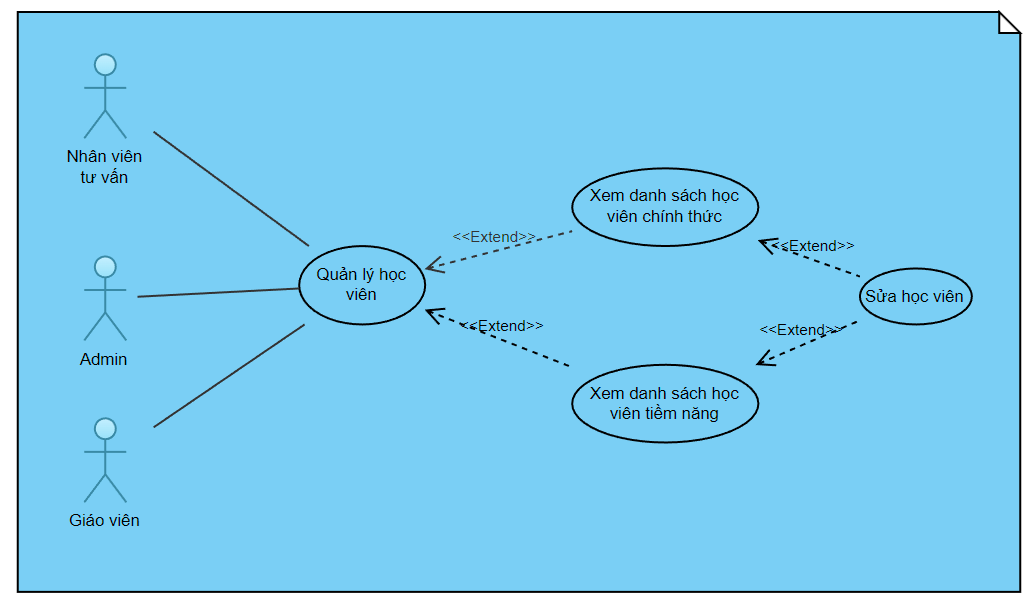 Nhân viên
tư vấn
Admin
Giáo viên
Quản lý học
viên
<<Extend>>
<<Extend>>
Xem danh sách học
viên chính thức
Xem danh sách học
viên tiềm năng
<<Extend>>
<<Extend>>
Sửa học viên